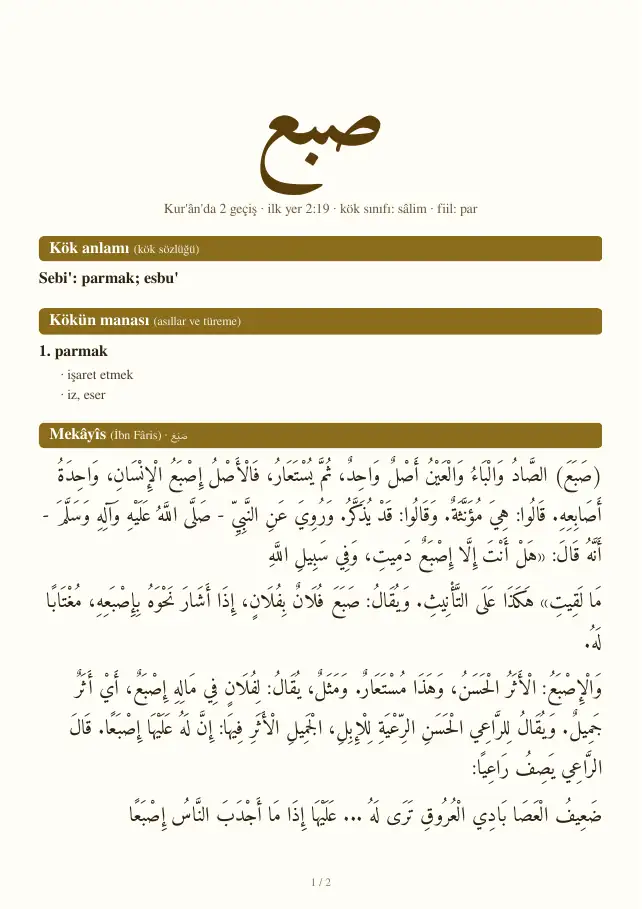 صبع
Kur'ân'da 2 geçiş · ilk yer 2:19 · kök sınıfı: sâlim · fiil: par
Kök anlamı (kök sözlüğü)
Sebi': parmak; esbu'
Kökün manası (asıllar ve türeme)
1. parmak
· işaret etmek
· iz, eser
Mekâyîs (İbn Fâris) · صَبَعَ
(صَبَعَ) الصَّادُ وَالْبَاءُ وَالْعَيْنُ أَصْلٌ وَاحِدٌ، ثُمَّ يُسْتَعَارُ، فَالْأَصْلُ إِصْبَعُ الْإِنْسَانِ، وَاحِدَةُ
أَصَابِعِهِ. قَالُوا: هِيَ مُؤَنَّثَةٌ. وَقَالُوا: قَدْ يُذَكَّرُ. وَرُوِيَ عَنِ النَّبِيِّ - صَلَّى اللَّهُ عَلَيْهِ وَآلِهِ وَسَلَّمَ -
أَنَّهُ قَالَ: «هَلْ أَنْتَ إِلَّا إِصْبَعٌ دَمِيتِ، وَفِي سَبِيلِ اللَّهِ
مَا لَقِيتِ» هَكَذَا عَلَى التَّأْنِيثِ. وَيُقَالُ: صَبَعَ فُلَانٌ بِفُلَانٍ، إِذَا أَشَارَ نَحْوَهُ بِإِصْبَعِهِ، مُغْتَابًا
لَهُ.
وَالْإِصْبَعُ: الْأَثَرُ الْحَسَنُ، وَهَذَا مُسْتَعَارٌ. وَمَثَلٌ، يُقَالُ: لِفُلَانٍ فِي مَالِهِ إِصْبَعٌ، أَيْ أَثَرٌ
جَمِيلٌ. وَيُقَالُ لِلرَّاعِي الْحَسَنِ الرِّعْيَةِ لِلْإِبِلِ، الْجَمِيلِ الْأَثَرِ فِيهَا: إِنَّ لَهُ عَلَيْهَا إِصْبَعًا. قَالَ
الرَّاعِي يَصِفُ رَاعِيًا:
ضَعِيفُ الْعَصَا بَادِي الْعُرُوقِ تَرَى لَهُ ... عَلَيْهَا إِذَا مَا أَجْدَبَ النَّاسُ إِصْبَعًا
1 / 2